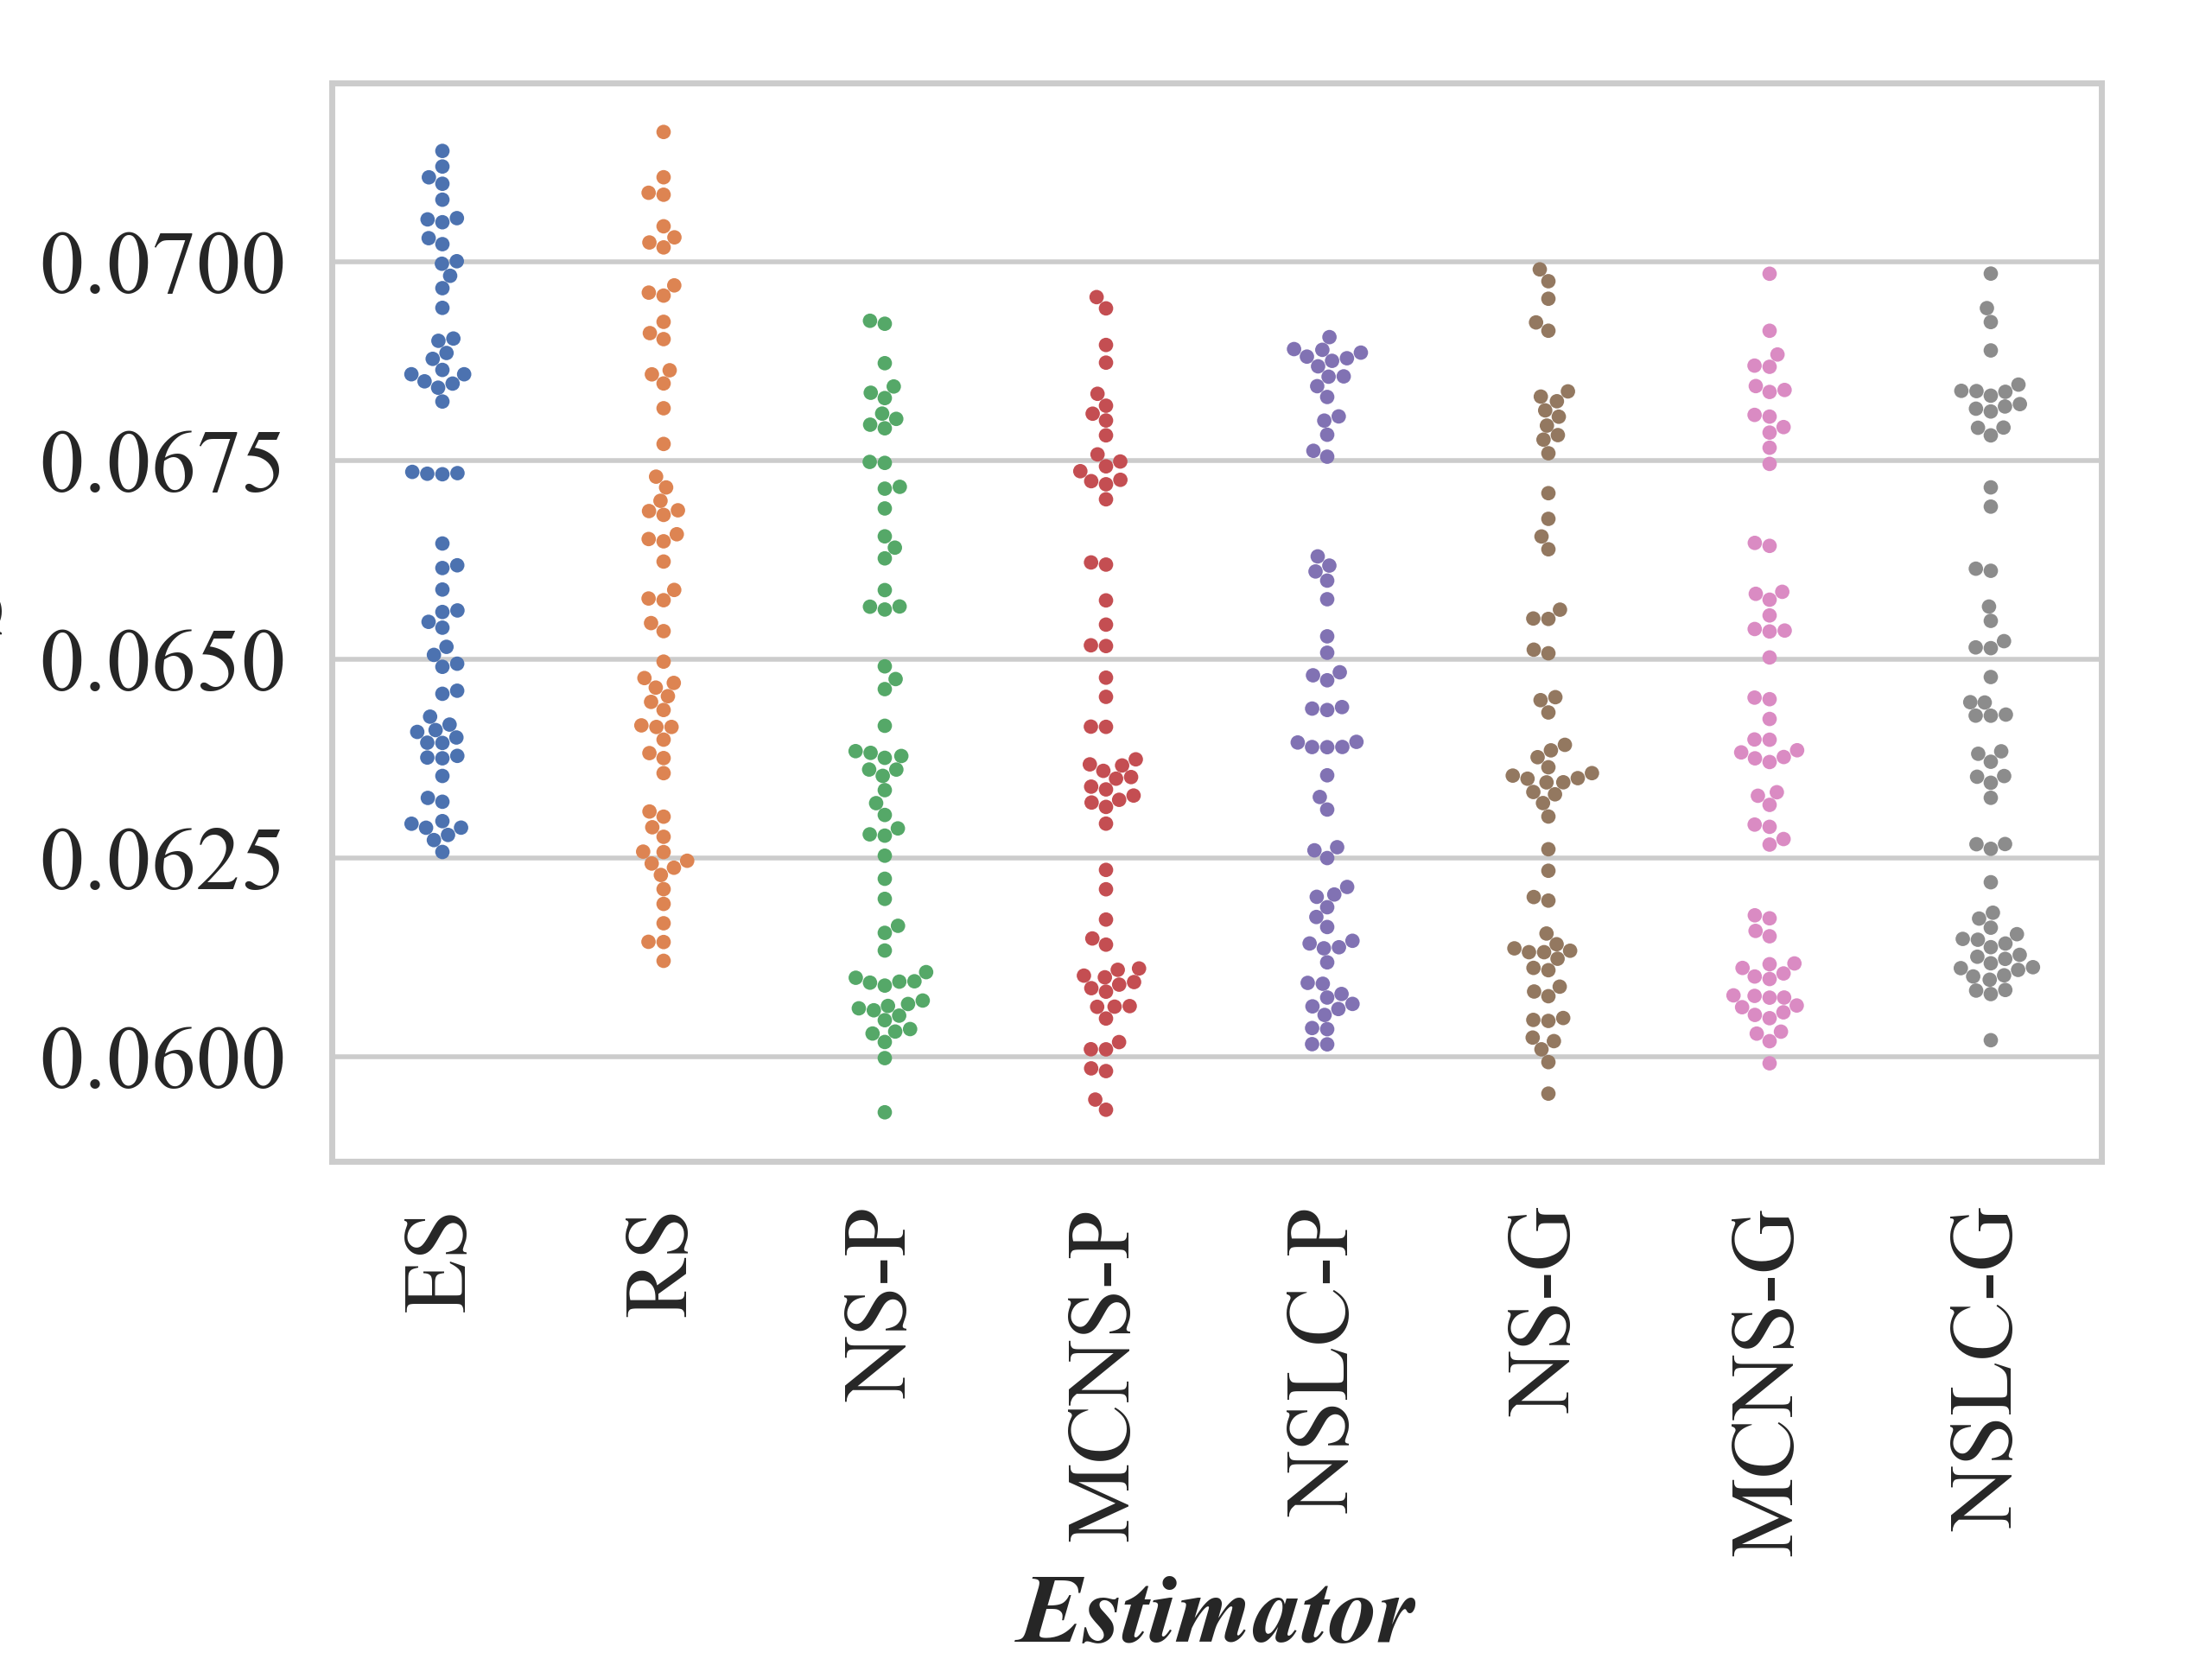 0.0700
0.0675
0.0650
0.0625
0.0600
ES
RS
NS-P
MCNS-P
NSLC-P
NS-G
MCNS-G
NSLC-G
Estimator